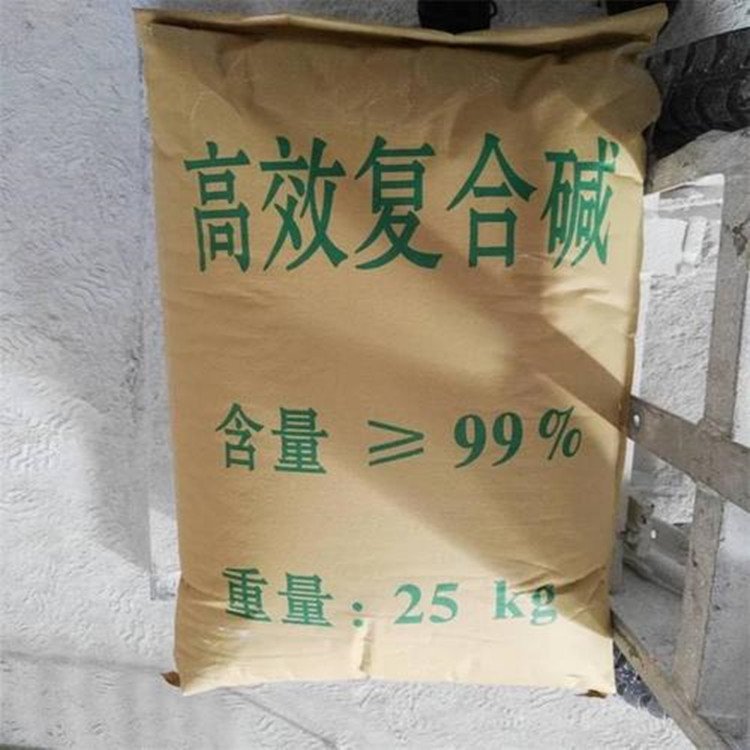 高效复合碱
含量 ≥ 99%
重量：25 kg